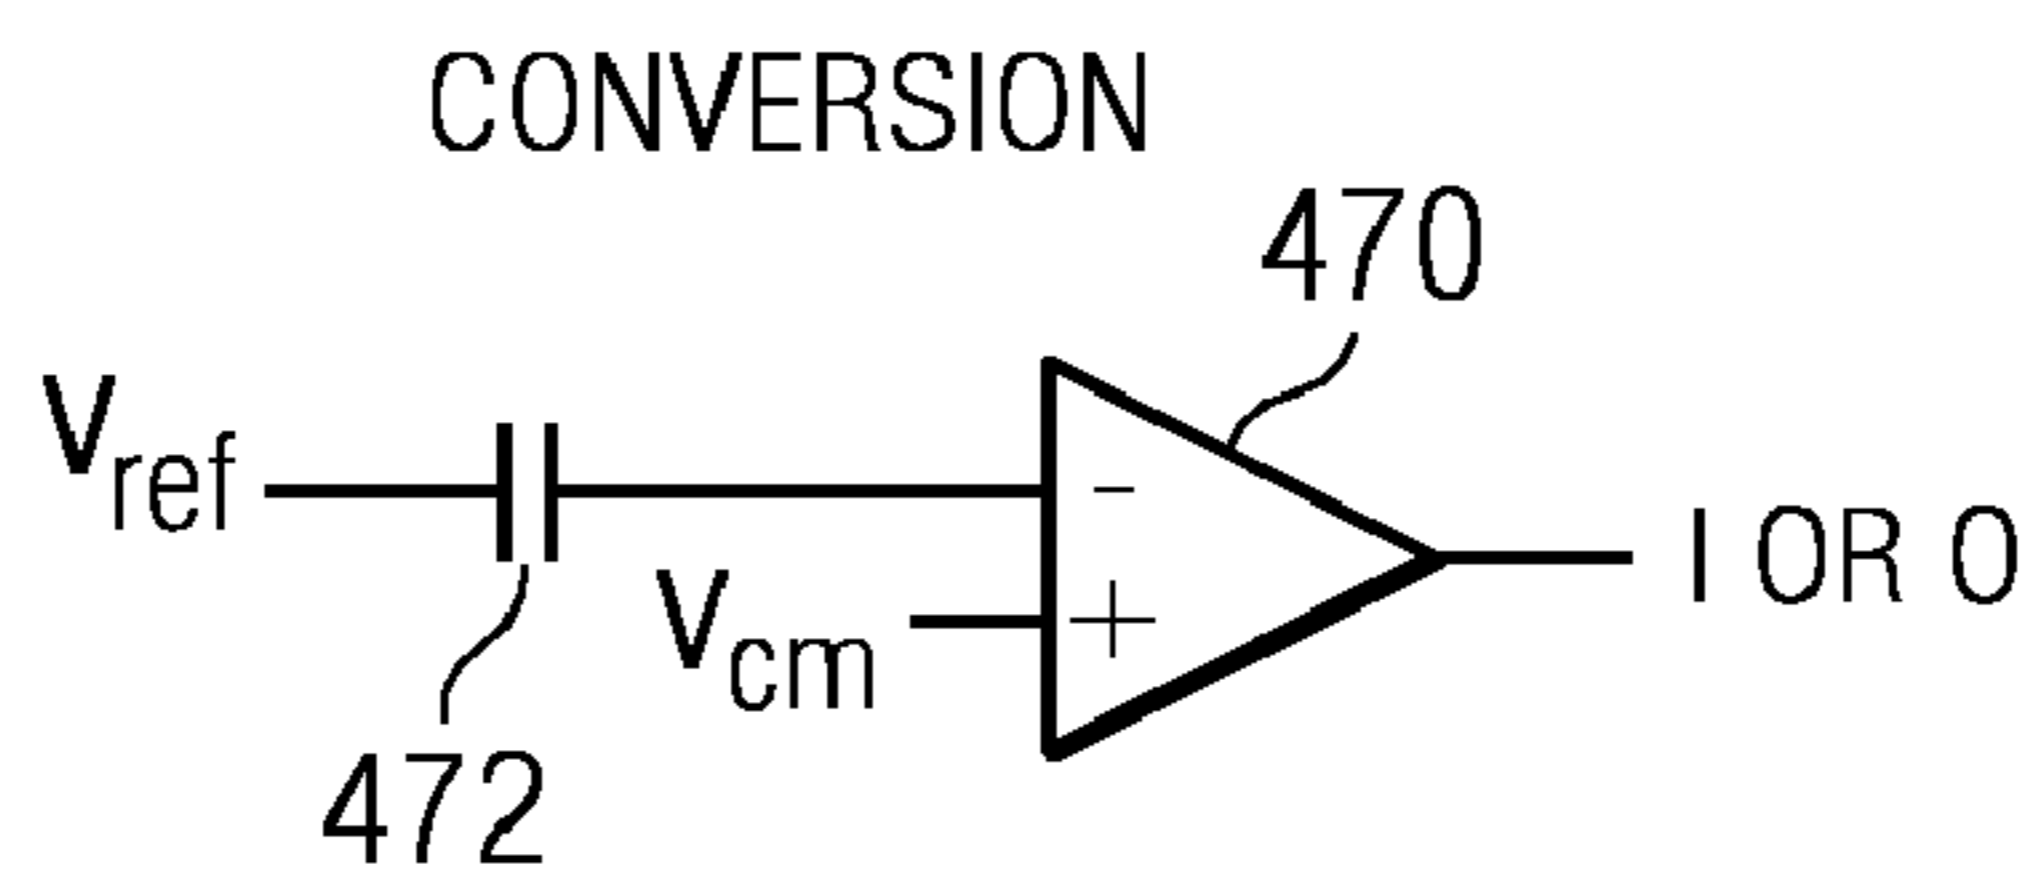 CONVERSION
470
Vref
- 
I OR O
Vcm
+
472